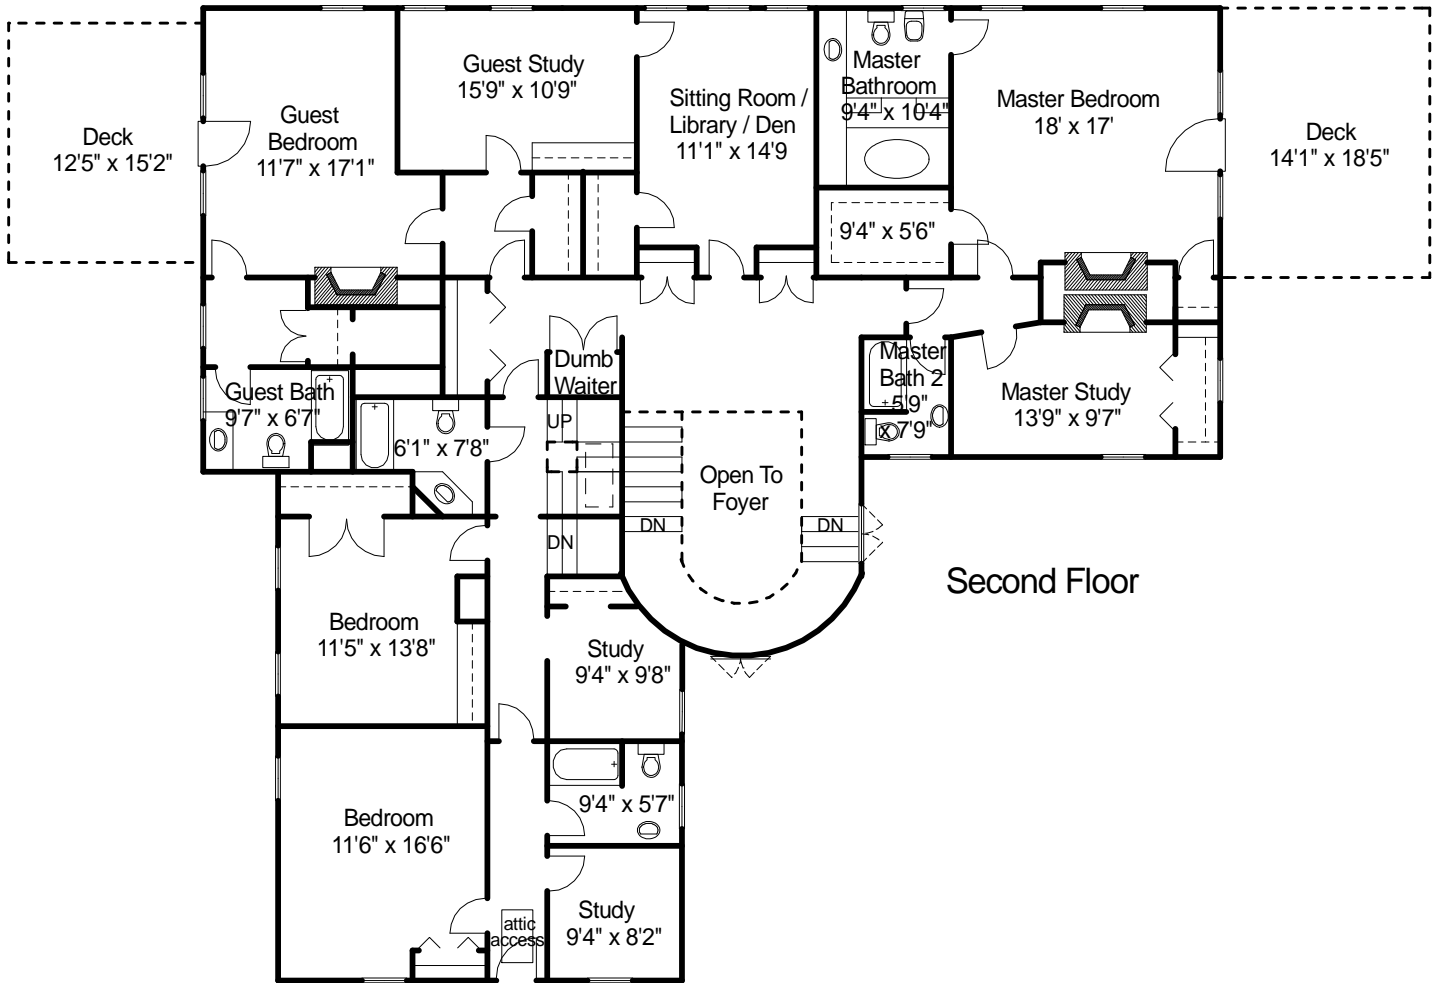 Guest Study
15'9" x 10'9"
Master
Bathroom
9'4" x 10'4"
Sitting Room /
Library / Den
11'1" x 14'9
Master Bedroom
18' x 17'
Guest
Bedroom
11'7" x 17'1"
Deck
12'5" x 15'2"
Deck
14'1" x 18'5"
9'4" x 5'6"
Dumb
Waiter
Master
Bath 2
5'9"
x 7'9"
Guest Bath
9'7" x 6'7"
Master Study
13'9" x 9'7"
UP
6'1" x 7'8"
Open To
Foyer
DN
DN
DN
Second Floor
Bedroom
11'5" x 13'8"
Study
9'4" x 9'8"
9'4" x 5'7"
Bedroom
11'6" x 16'6"
attic
access
Study
9'4" x 8'2"